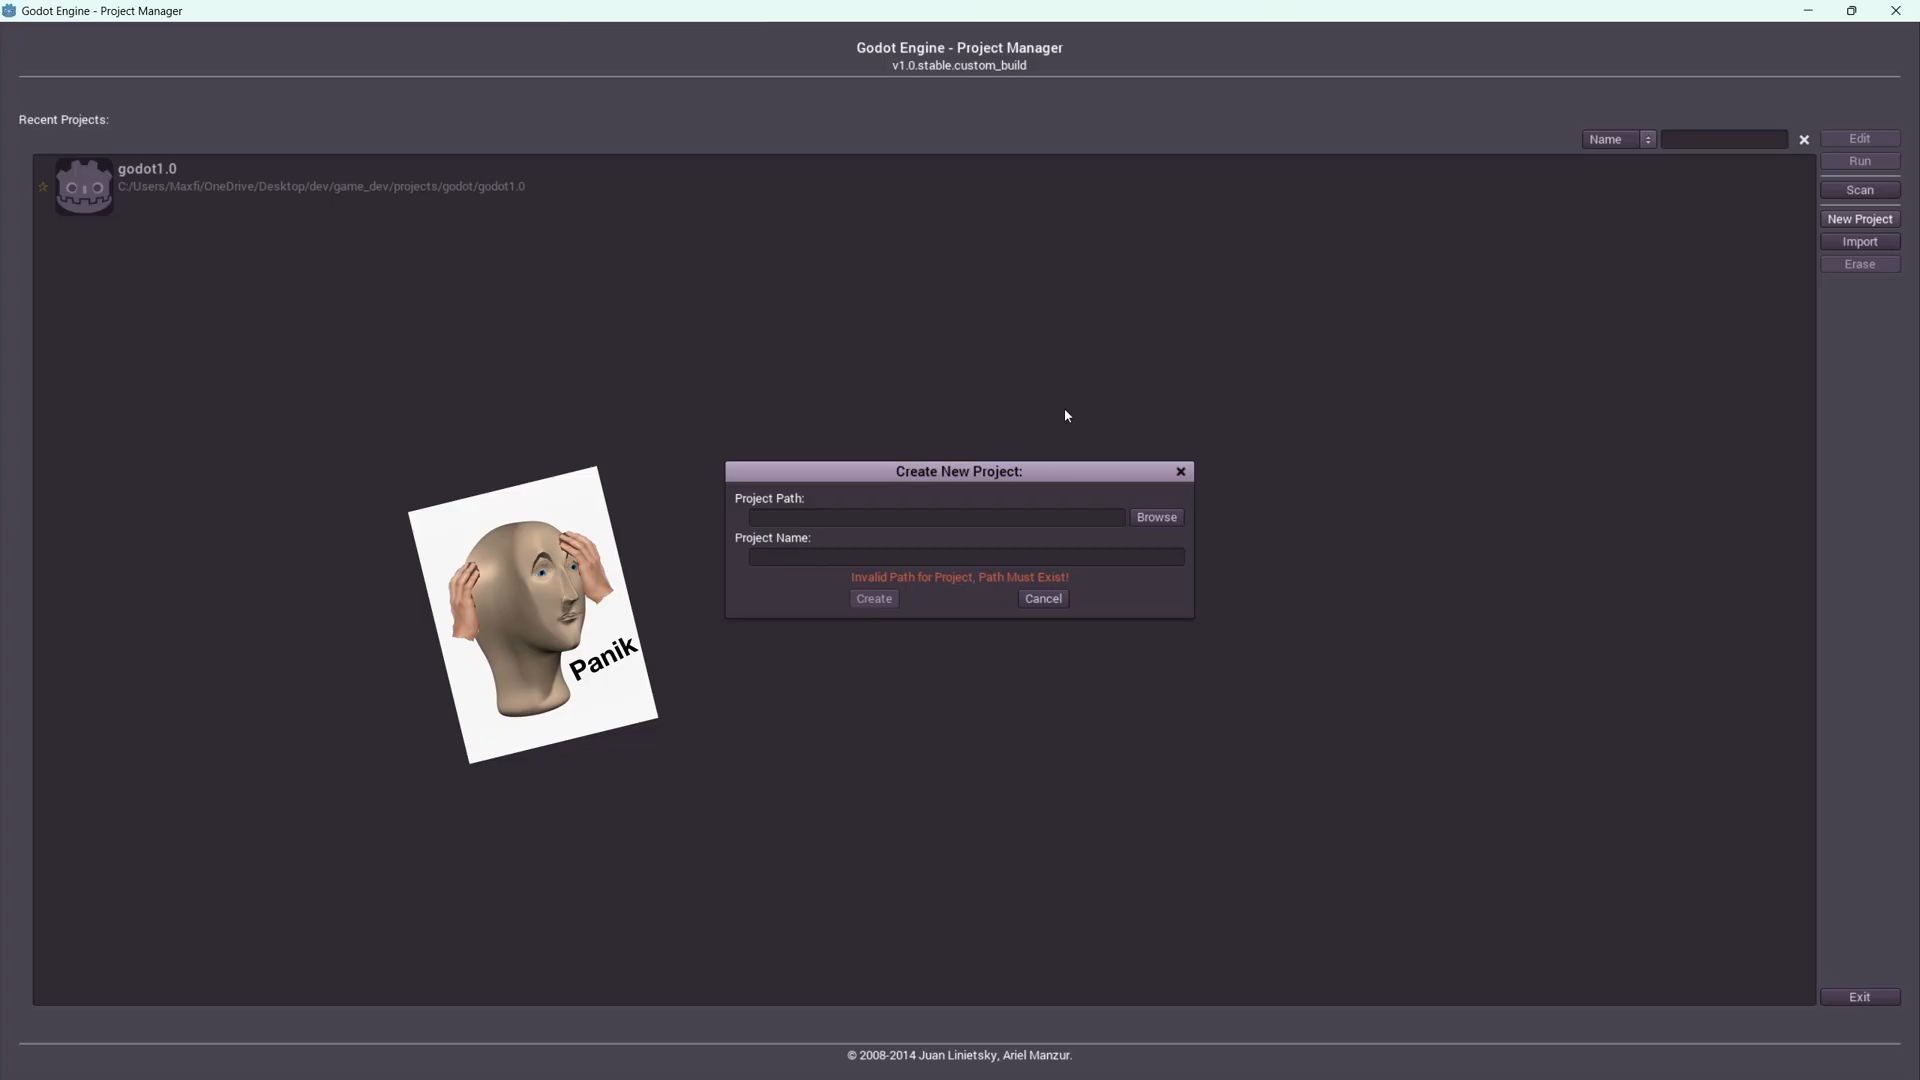 Godot Engine - Project Manager
Godot Engine - Project Manager
v1.0.stable.custom_build
Recent Projects:
Name
Edit
Run
Scan
New Project
Import
Erase
godot1.0
C:/Users/Maxfi/OneDrive/Desktop/dev/game_dev/projects/godot/godot1.0
Create New Project:
Project Path:
Browse
Project Name:
Invalid Path for Project, Path Must Exist!
Create
Cancel
Panik
Exit
© 2008-2014 Juan Linietsky, Ariel Manzur.